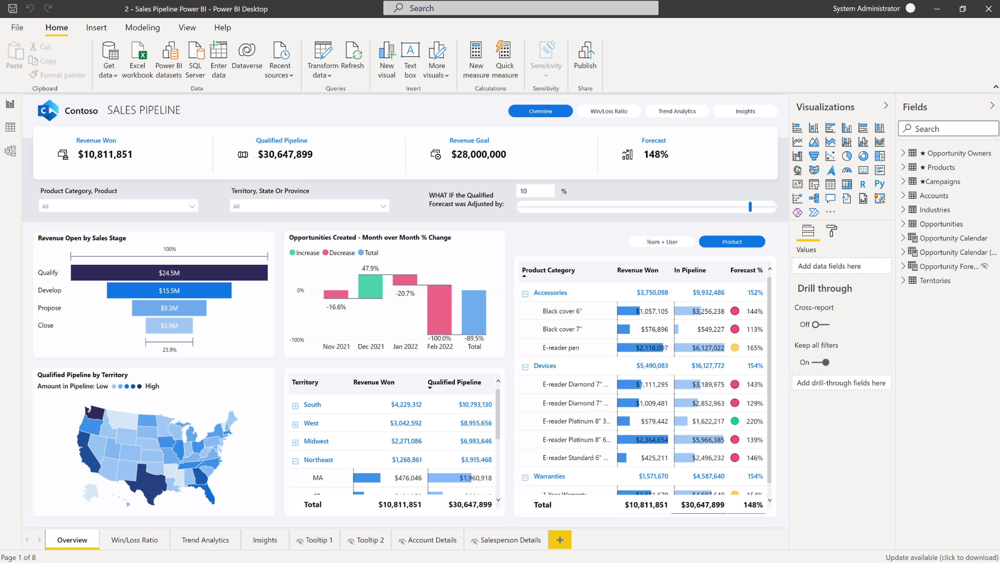 2 - Sales Pipeline Power BI - Power BI Desktop
Search
System Administrator
File Home Insert Modeling View Help
Paste
Cut
Copy
Format painter
Clipboard
Get data
Excel workbook
Power BI datasets
SQL Server
Enter data
Dataverse
Recent sources
Data
Transform data
Refresh
Queries
New visual
Text box
More visuals
Insert
New measure
Quick measure
Calculations
Sensitivity
Sensitivity
Publish
Share
Contoso SALES PIPELINE
Overview Win/Loss Ratio Trend Analytics Insights
Revenue Won
$10,811,851
Qualified Pipeline
$30,647,899
Revenue Goal
$28,000,000
Forecast
148%
Product Category, Product
All
Territory, State Or Province
All
WHAT IF the Qualified
Forecast was Adjusted by:
10 %
Revenue Open by Sales Stage
100%
Qualify $24.5M
Develop $15.5M
Propose $9.3M
Close $5.9M
23.9%
Opportunities Created - Month over Month % Change
Increase Decrease Total
47.9%
0%
-20.7%
-16.6%
-100%
-100.0% -89.5%
Nov 2021 Dec 2021 Jan 2022 Feb 2022 Total
Team + User Product
Product Category Revenue Won In Pipeline Forecast %
Accessories $3,750,098 $9,932,486 152%
Black cover 6" $1,057,105 $3,256,238 144%
Black cover 7" $576,896 $549,227 113%
E-reader pen $2,116,097 $6,127,022 165%
Devices $5,490,083 $16,127,772 154%
E-reader Diamond 7" ... $1,111,295 $3,189,975 143%
E-reader Diamond 7" ... $1,009,481 $2,852,963 129%
E-reader Platinum 8" 3... $579,442 $1,622,217 220%
E-reader Platinum 8" 6... $2,364,654 $5,966,385 139%
E-reader Standard 6" ... $425,211 $2,496,232 146%
Warranties $1,571,670 $4,587,640 154%
1 Year Warranty $1,571,670 $4,587,640 154%
Total $10,811,851 $30,647,899 148%
Qualified Pipeline by Territory
Amount in Pipeline: Low High
Territory Revenue Won Qualified Pipeline
South $4,229,312 $10,793,130
West $3,042,592 $8,955,656
Midwest $2,271,086 $6,983,646
Northeast $1,268,861 $3,915,468
MA $476,046 $1,960,918
Total $10,811,851 $30,647,899
Visualizations
123
R Py
Values
Add data fields here
Drill through
Cross-report
Off
Keep all filters
On
Add drill-through fields here
Fields
Search
★ Opportunity Owners
★ Products
★Campaigns
Accounts
Industries
Opportunities
Opportunity Calendar
Opportunity Calendar (...
Opportunity Fore...
Territories
Overview Win/Loss Ratio Trend Analytics Insights Tooltip 1 Tooltip 2 Account Details Salesperson Details +
Page 1 of 8
Update available (click to download)